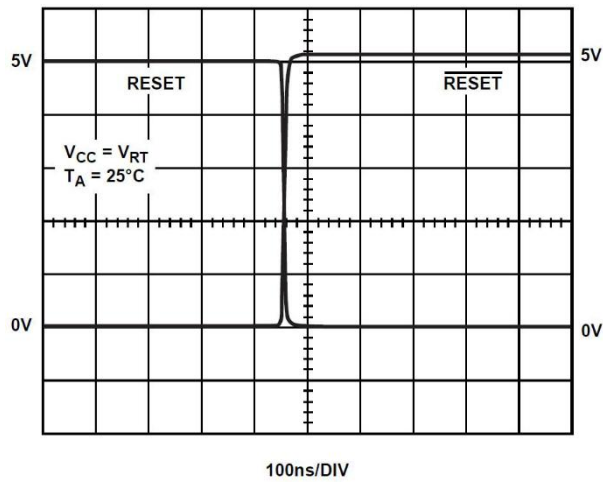 5V
5V
RESET
RESET
VCC = VRT
TA = 25°C
0V
0V
100ns/DIV